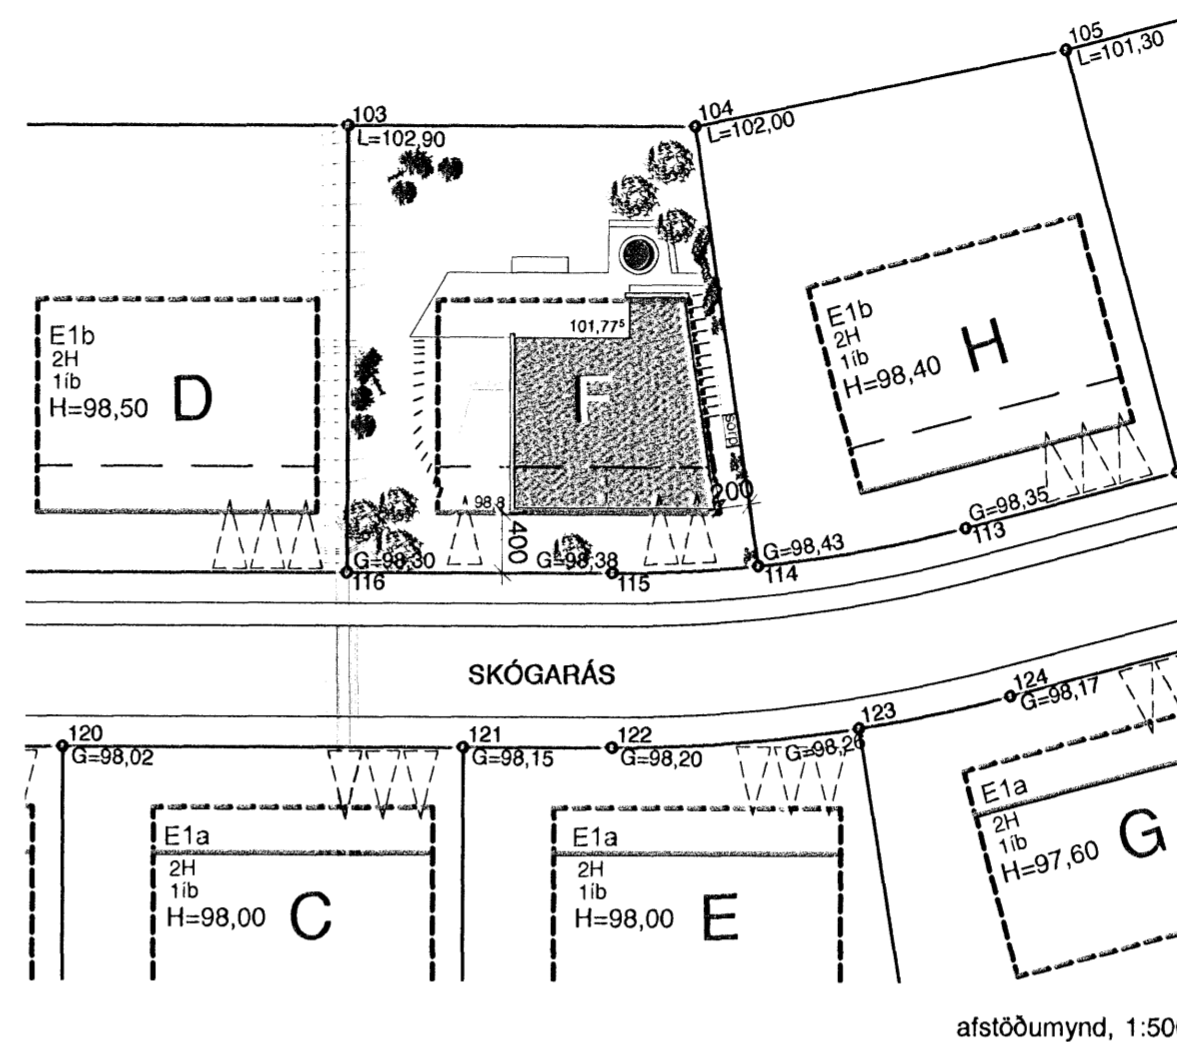 105
L=101,30
103
L=102,90
104
L=102,00
E1b
2H
1íb
H=98,50
D
101,77⁵
F
sorp
E1b
2H
1íb
H=98,40
H
98,8
200
400
G=98,30
116
G=98,38
115
G=98,43
114
G=98,35
113
SKÓGARÁS
120
G=98,02
121
G=98,15
122
G=98,20
123
G=98,26
124
G=98,17
E1a
2H
1íb
H=98,00
C
E1a
2H
1íb
H=98,00
E
E1a
2H
1íb
H=97,60
G
afstöðumynd,